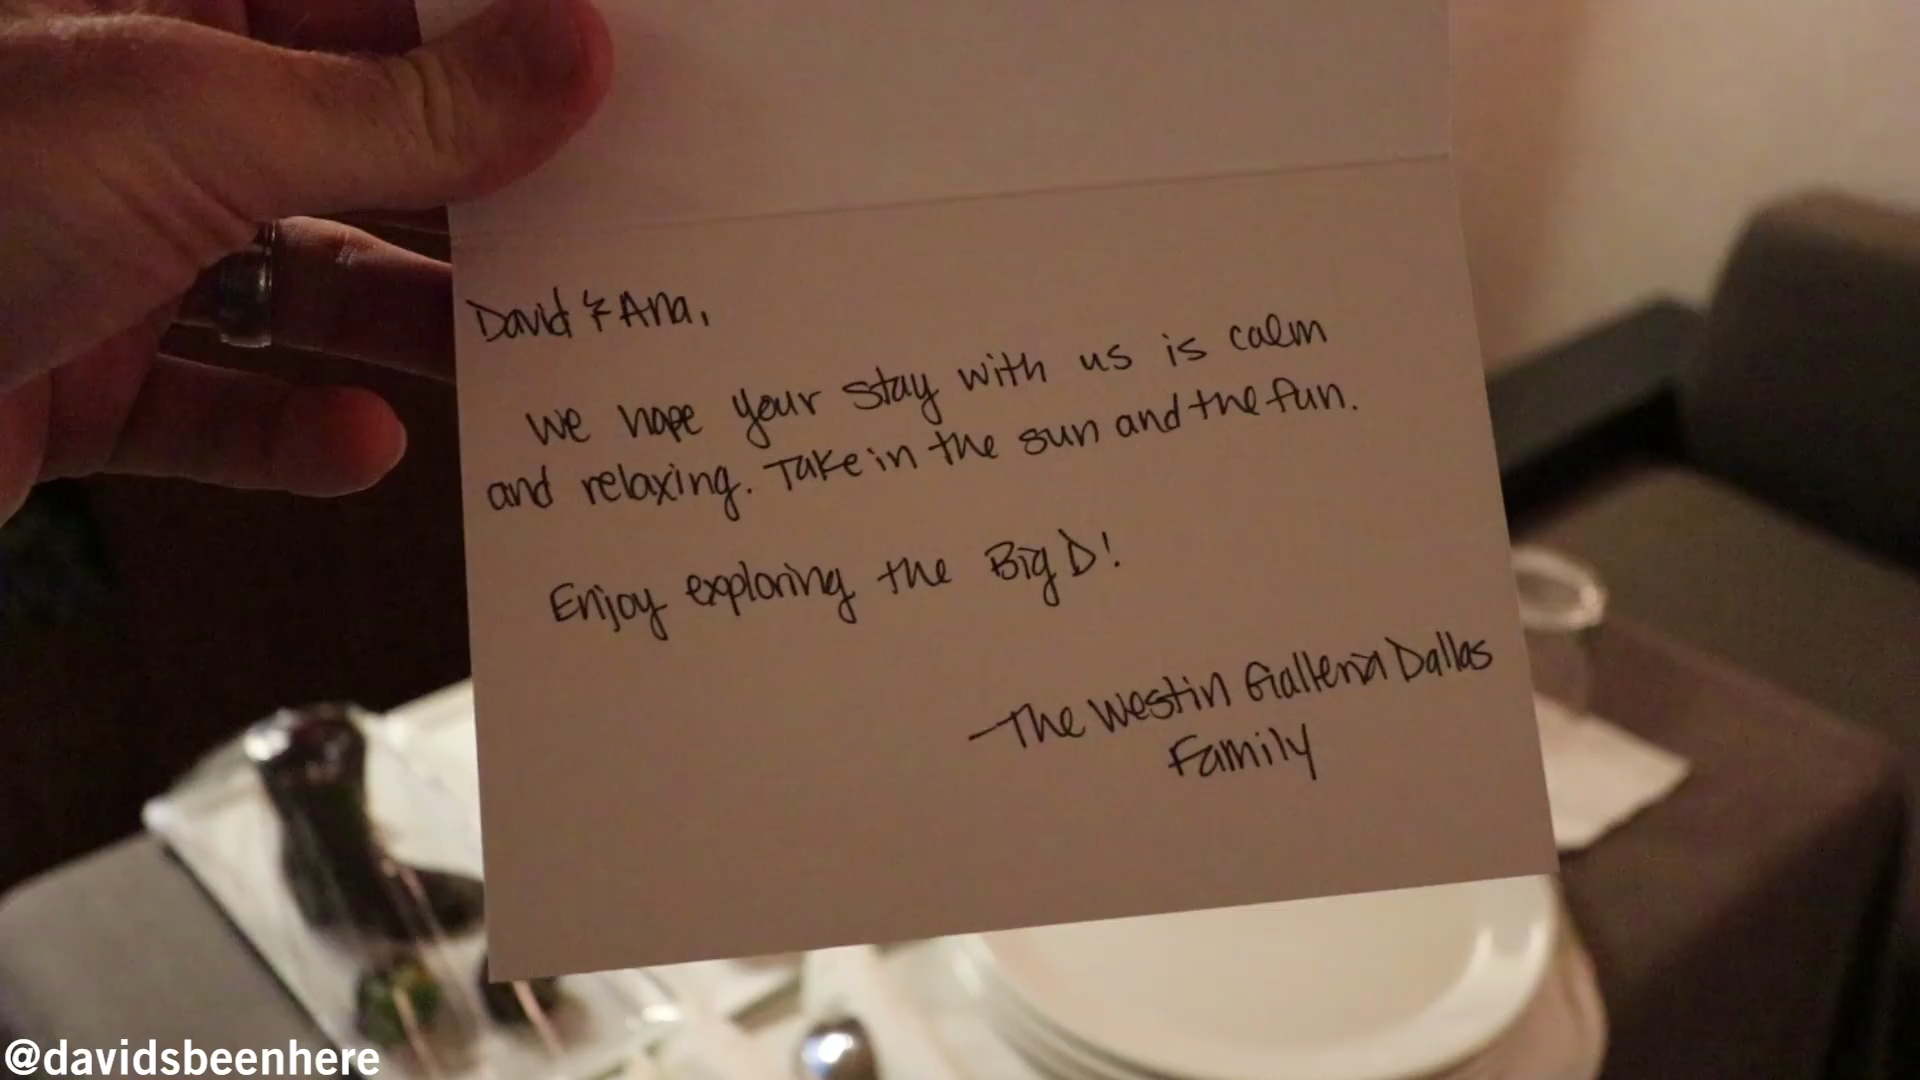 David & Ana,
We hope your stay with us is calm
and relaxing. Take in the sun and the fun.
Enjoy exploring the Big D!
—The Westin Galleria Dallas
Family
@davidsbeenhere